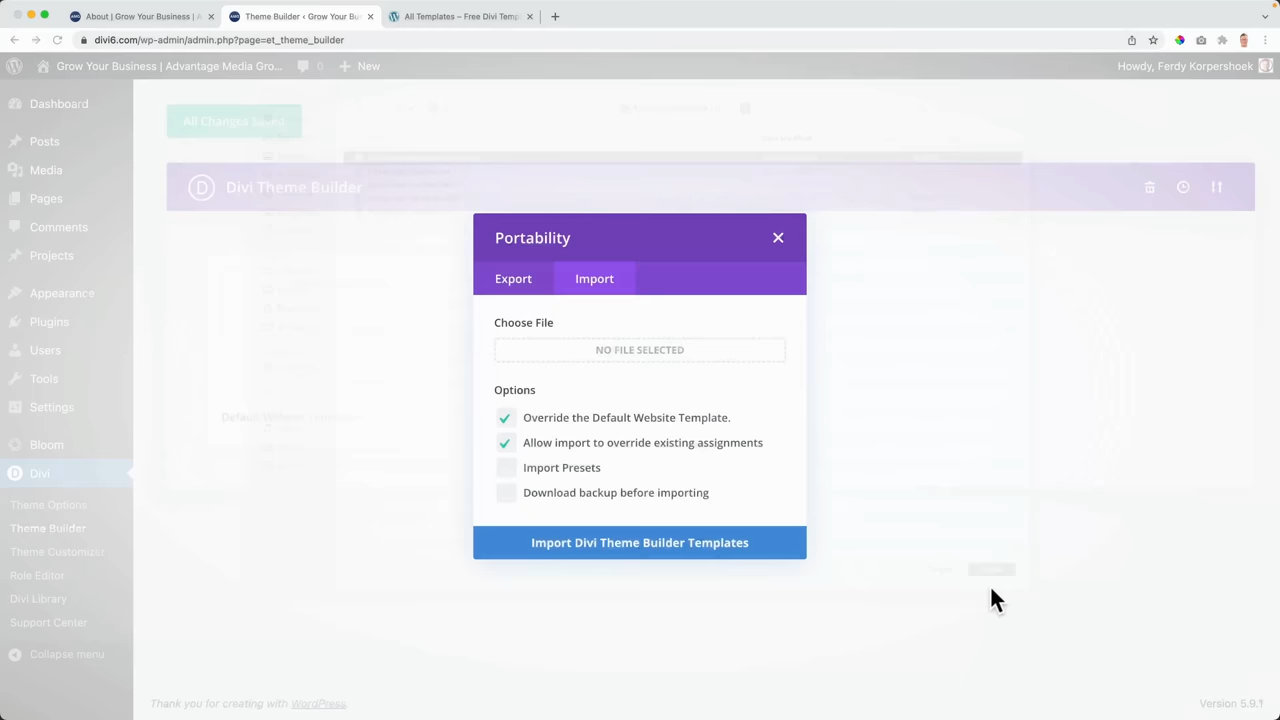 About | Grow Your Business | A
Theme Builder ‹ Grow Your Bus
All Templates – Free Divi Temp
divi6.com/wp-admin/admin.php?page=et_theme_builder
Grow Your Business | Advantage Media Gro...
0
New
Howdy, Ferdy Korpershoek
Dashboard
Posts
Media
Pages
Comments
Projects
Appearance
Plugins
Users
Tools
Settings
Bloom
Divi
Theme Options
Theme Builder
Theme Customizer
Role Editor
Divi Library
Support Center
Collapse menu
All Changes Saved
D Divi Theme Builder
Portability
Export
Import
Choose File
NO FILE SELECTED
Options
Override the Default Website Template.
Allow import to override existing assignments
Import Presets
Download backup before importing
Import Divi Theme Builder Templates
Default Website Template
Thank you for creating with WordPress.
Version 5.9.1